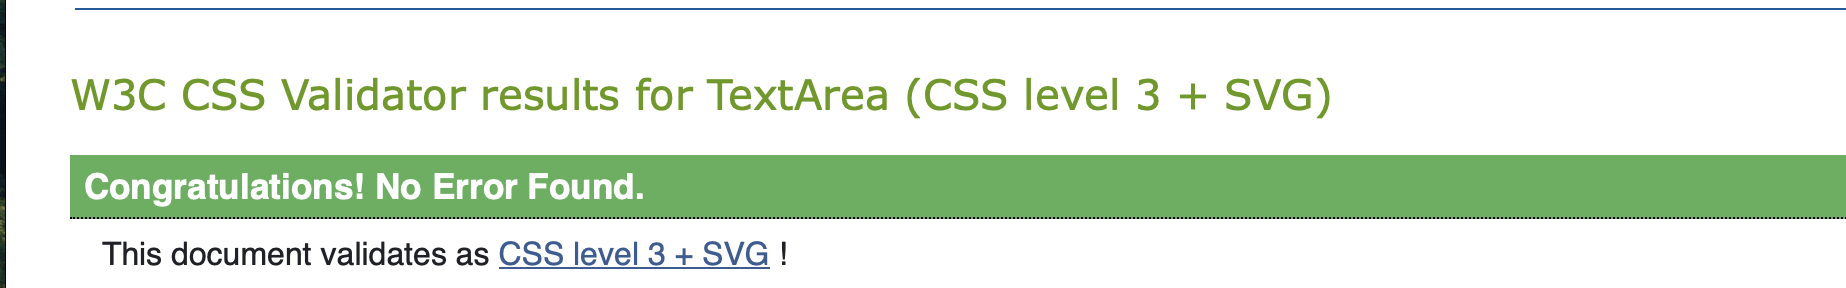 W3C CSS Validator results for TextArea (CSS level 3 + SVG)
Congratulations! No Error Found.
This document validates as CSS level 3 + SVG !